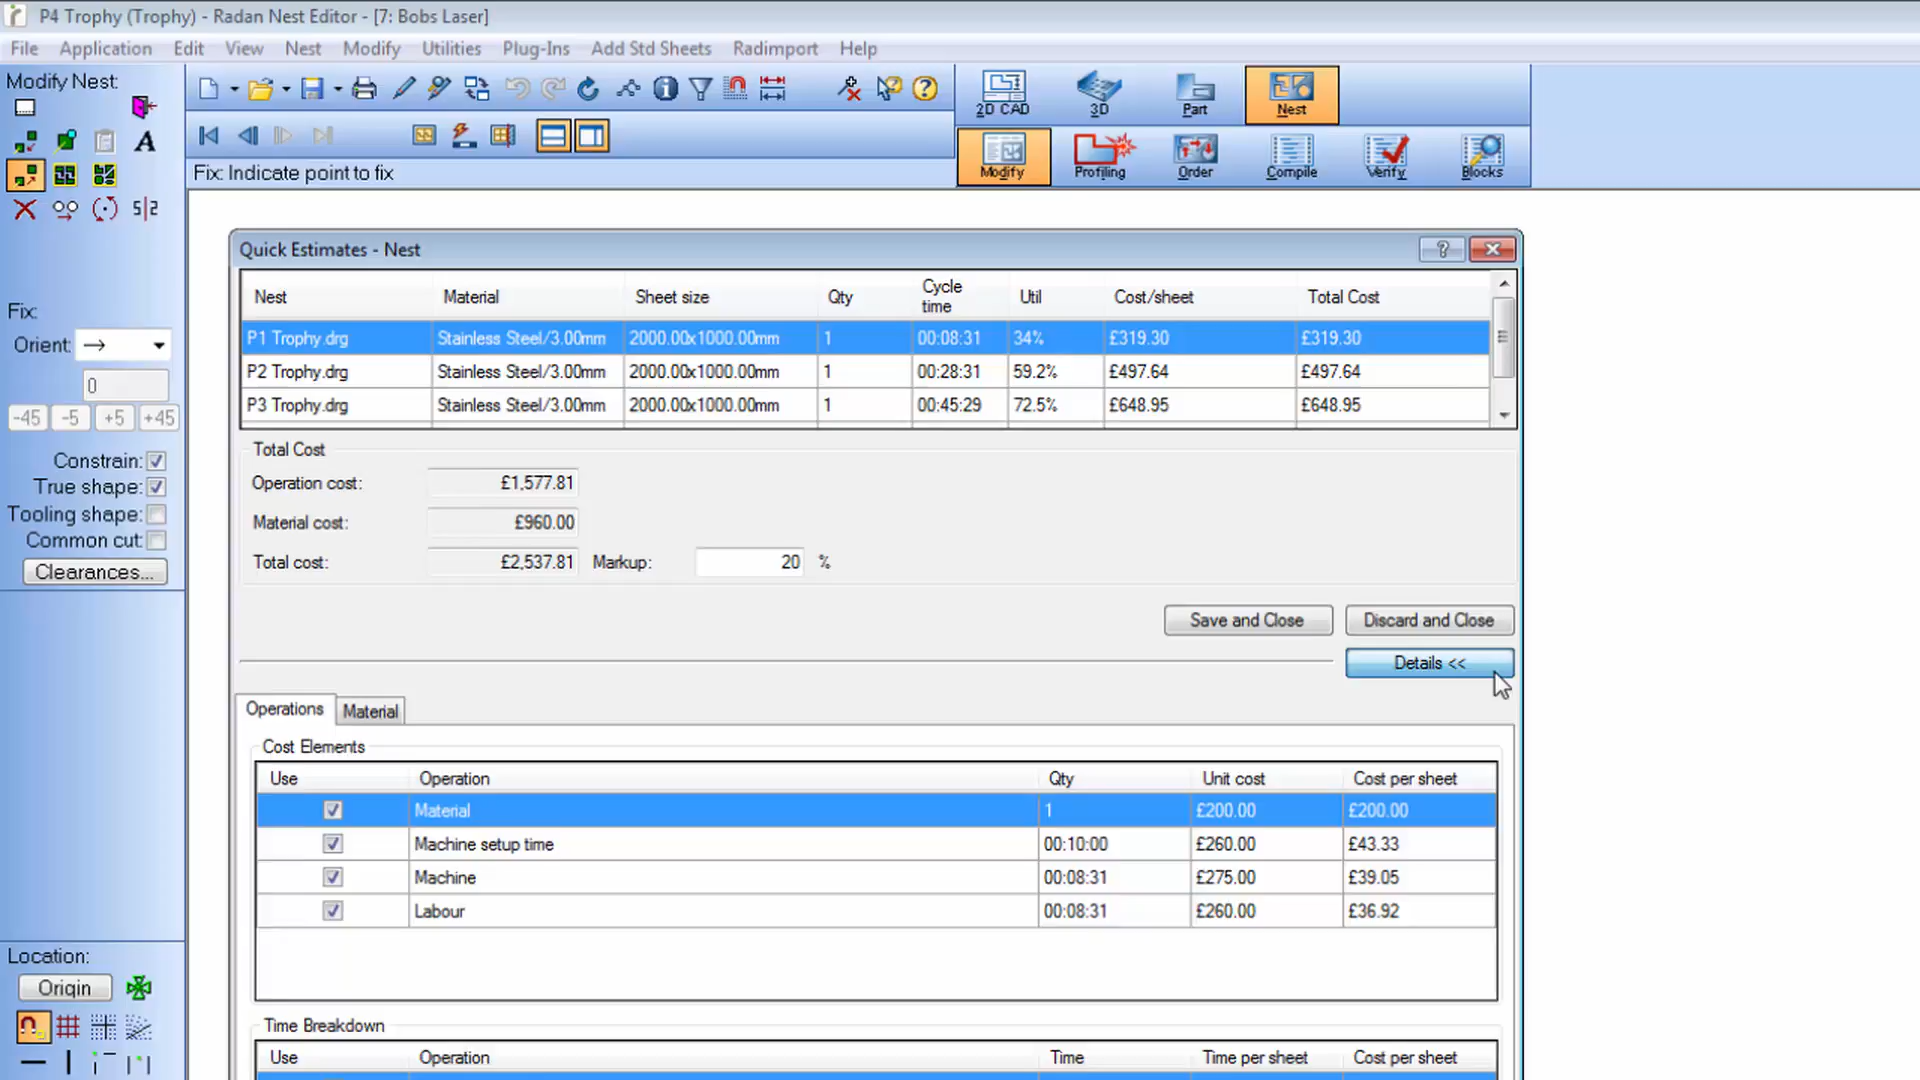 P4 Trophy (Trophy) - Radan Nest Editor - [7: Bobs Laser]
File Application Edit View Nest Modify Utilities Plug-Ins Add Std Sheets Radimport Help
Modify Nest:
2D CAD 3D Part Nest
Modify Profiling Order Compile Verify Blocks
Fix: Indicate point to fix
Fix:
Orient:
0
-45 -5 +5 +45
Constrain:
True shape:
Tooling shape:
Common cut:
Clearances...
Location:
Origin
Quick Estimates - Nest
Nest Material Sheet size Qty Cycle time Util Cost/sheet Total Cost
P1 Trophy.drg Stainless Steel/3.00mm 2000.00x1000.00mm 1 00:08:31 34% £319.30 £319.30
P2 Trophy.drg Stainless Steel/3.00mm 2000.00x1000.00mm 1 00:28:31 59.2% £497.64 £497.64
P3 Trophy.drg Stainless Steel/3.00mm 2000.00x1000.00mm 1 00:45:29 72.5% £648.95 £648.95
Total Cost
Operation cost: £1,577.81
Material cost: £960.00
Total cost: £2,537.81 Markup: 20 %
Save and Close Discard and Close
Details <<
Operations Material
Cost Elements
Use Operation Qty Unit cost Cost per sheet
Material 1 £200.00 £200.00
Machine setup time 00:10:00 £260.00 £43.33
Machine 00:08:31 £275.00 £39.05
Labour 00:08:31 £260.00 £36.92
Time Breakdown
Use Operation Time Time per sheet Cost per sheet